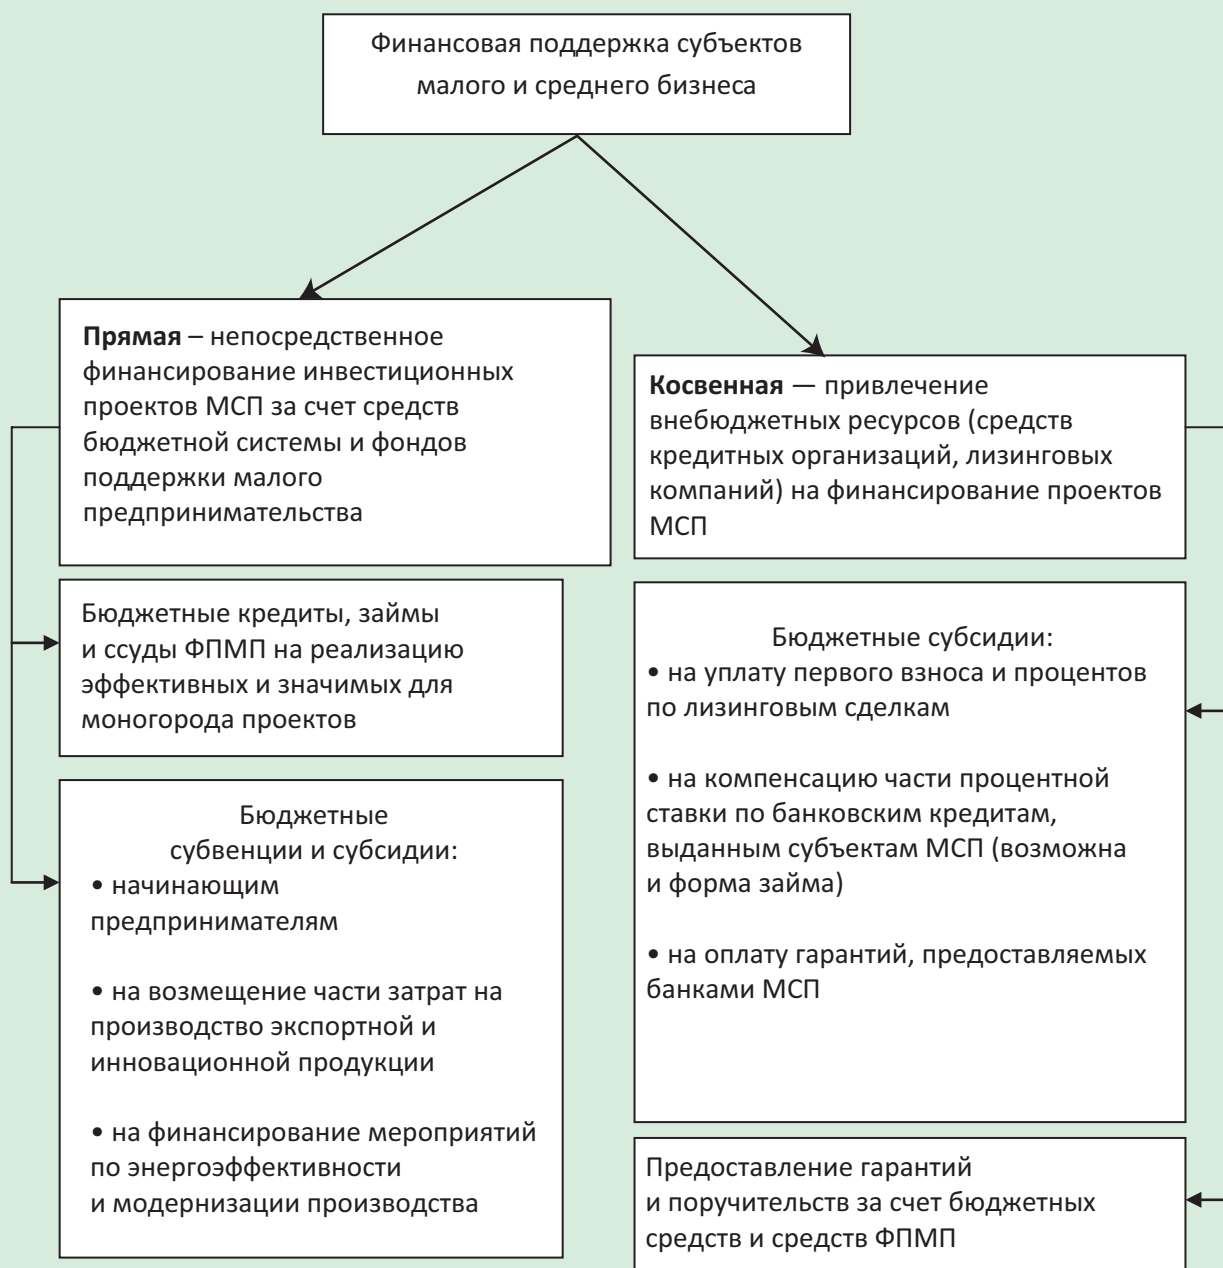 Финансовая поддержка субъектов
малого и среднего бизнеса
Прямая – непосредственное
финансирование инвестиционных
проектов МСП за счет средств
бюджетной системы и фондов
поддержки малого
предпринимательства
Бюджетные кредиты, займы
и ссуды ФПМП на реализацию
эффективных и значимых для
моногорода проектов
Бюджетные
субвенции и субсидии:
• начинающим
предпринимателям
• на возмещение части затрат на
производство экспортной и
инновационной продукции
• на финансирование мероприятий
по энергоэффективности
и модернизации производства
Косвенная — привлечение
внебюджетных ресурсов (средств
кредитных организаций, лизинговых
компаний) на финансирование проектов
МСП
Бюджетные субсидии:
• на уплату первого взноса и процентов
по лизинговым сделкам
• на компенсацию части процентной
ставки по банковским кредитам,
выданным субъектам МСП (возможна
и форма займа)
• на оплату гарантий, предоставляемых
банками МСП
Предоставление гарантий
и поручительств за счет бюджетных
средств и средств ФПМП